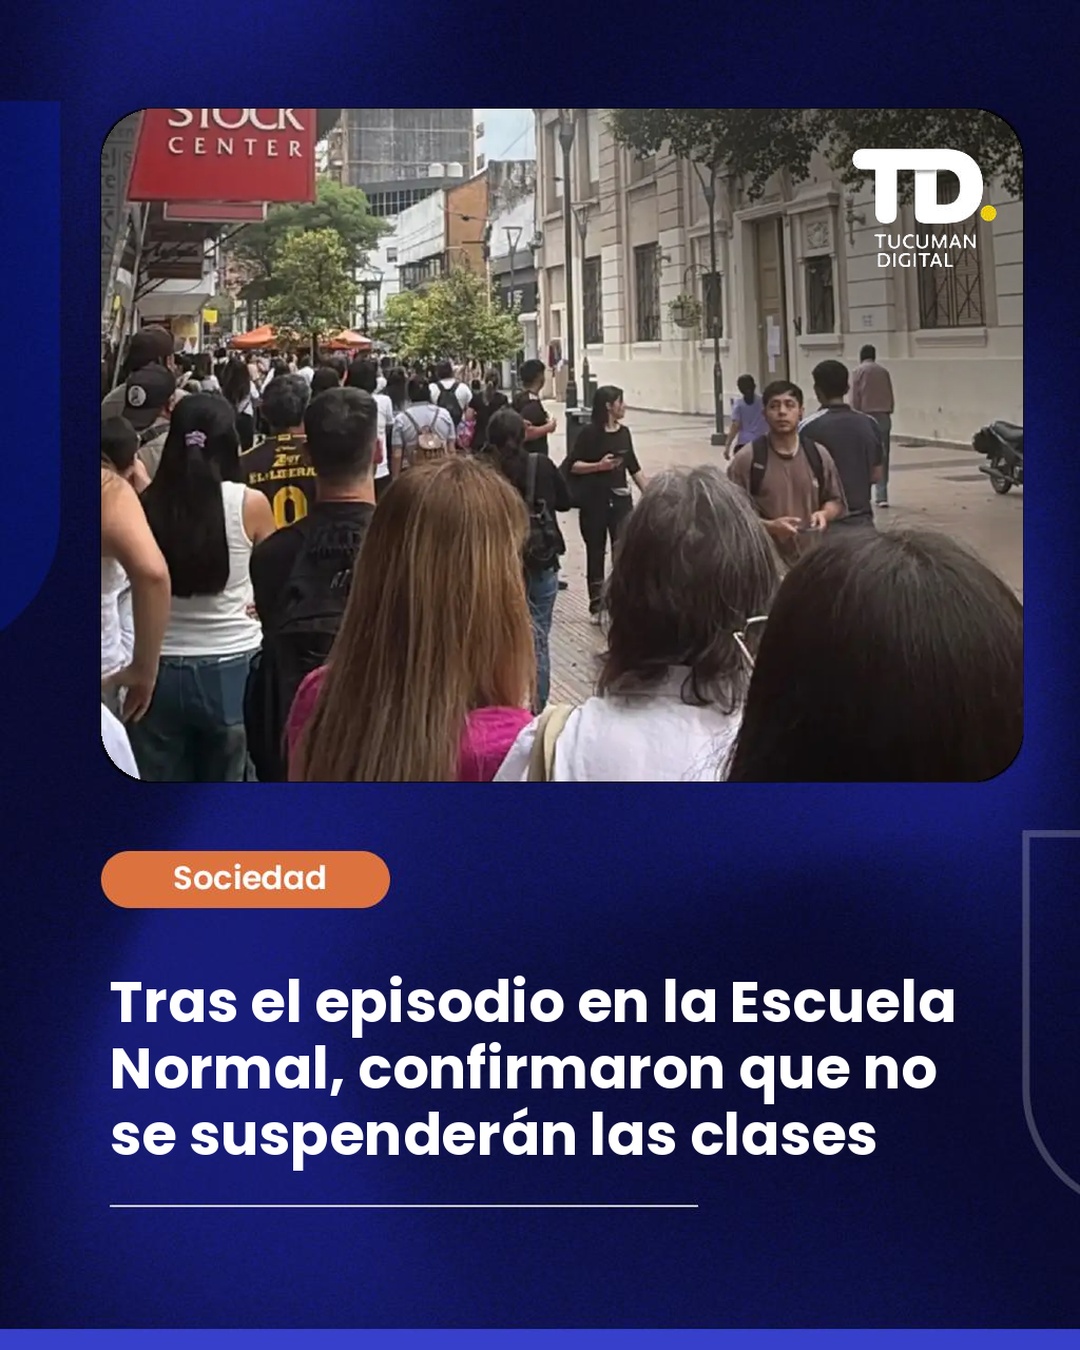 STOCK
CENTER
TD.
TUCUMAN
DIGITAL
Sociedad
Tras el episodio en la Escuela
Normal, confirmaron que no
se suspenderán las clases